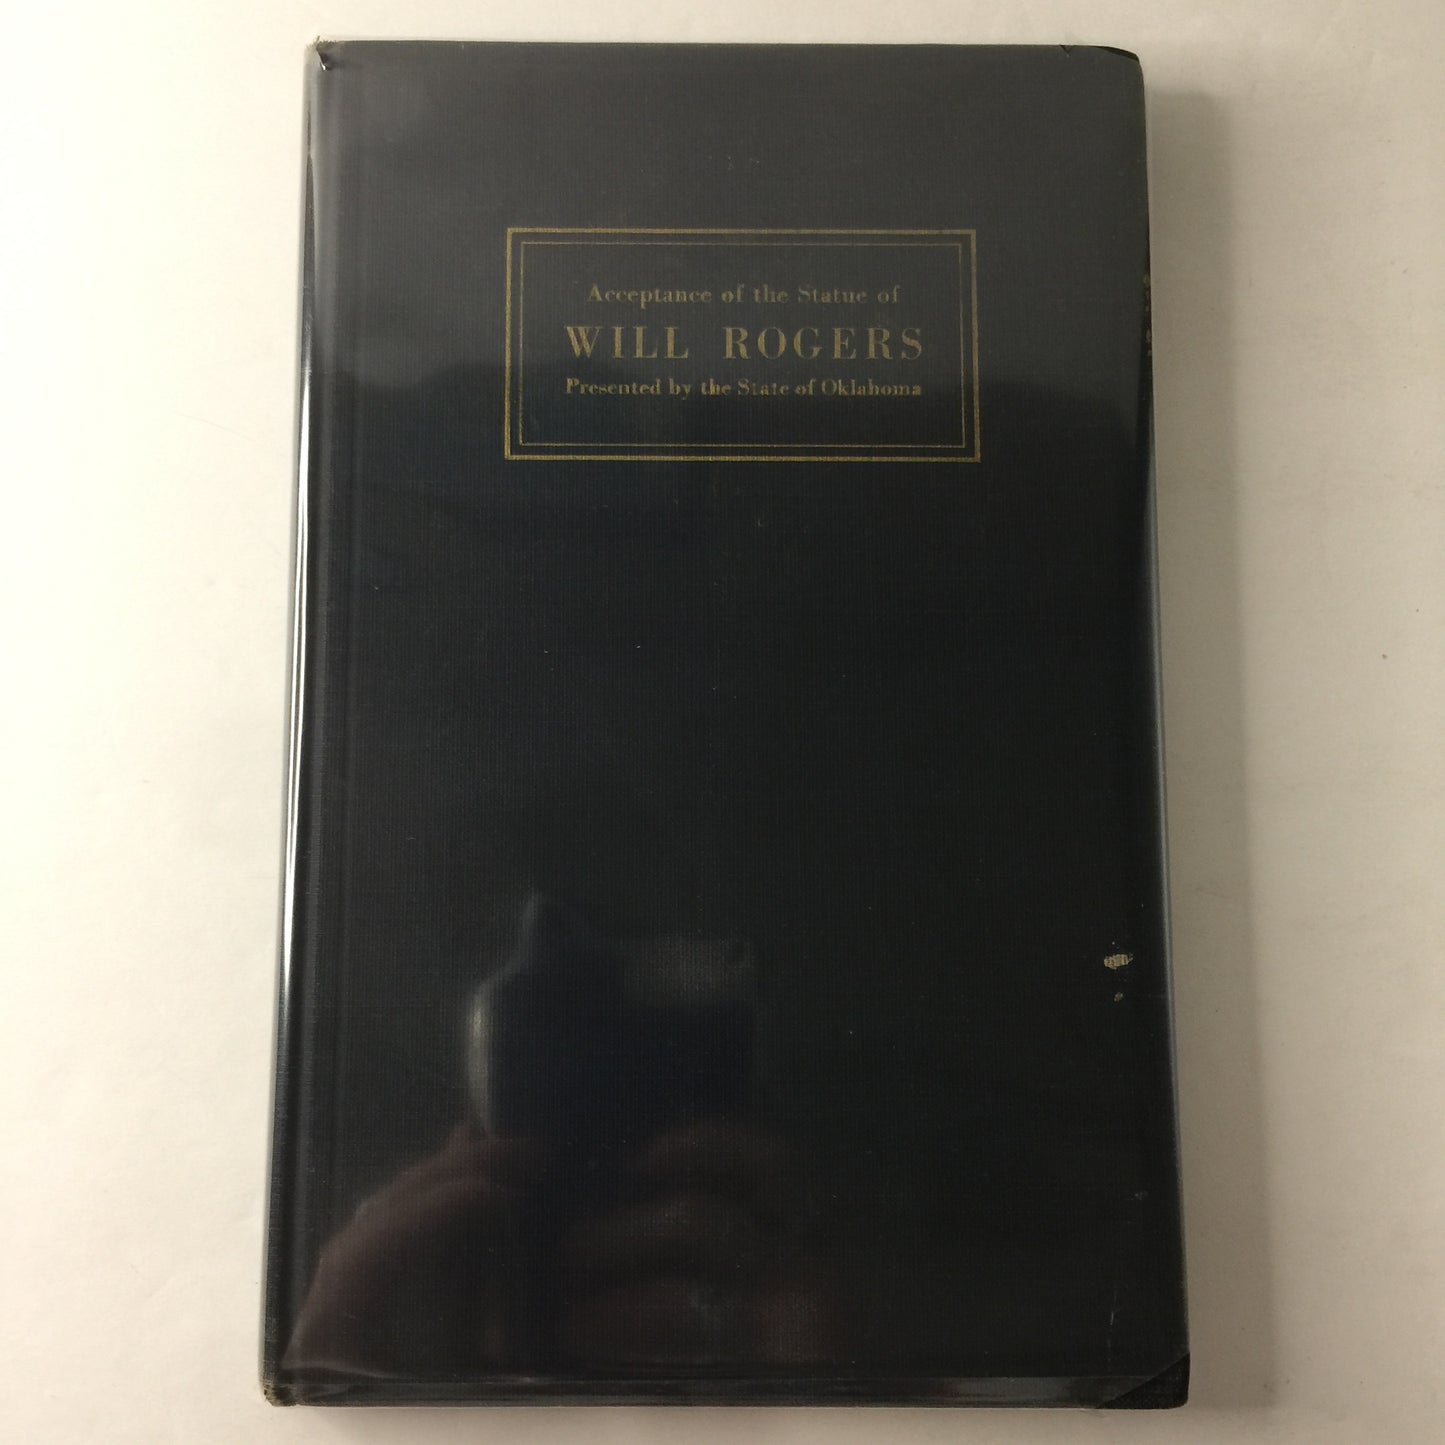 Acceptance of the Statue of
WILL ROGERS
Presented by the State of Oklahoma